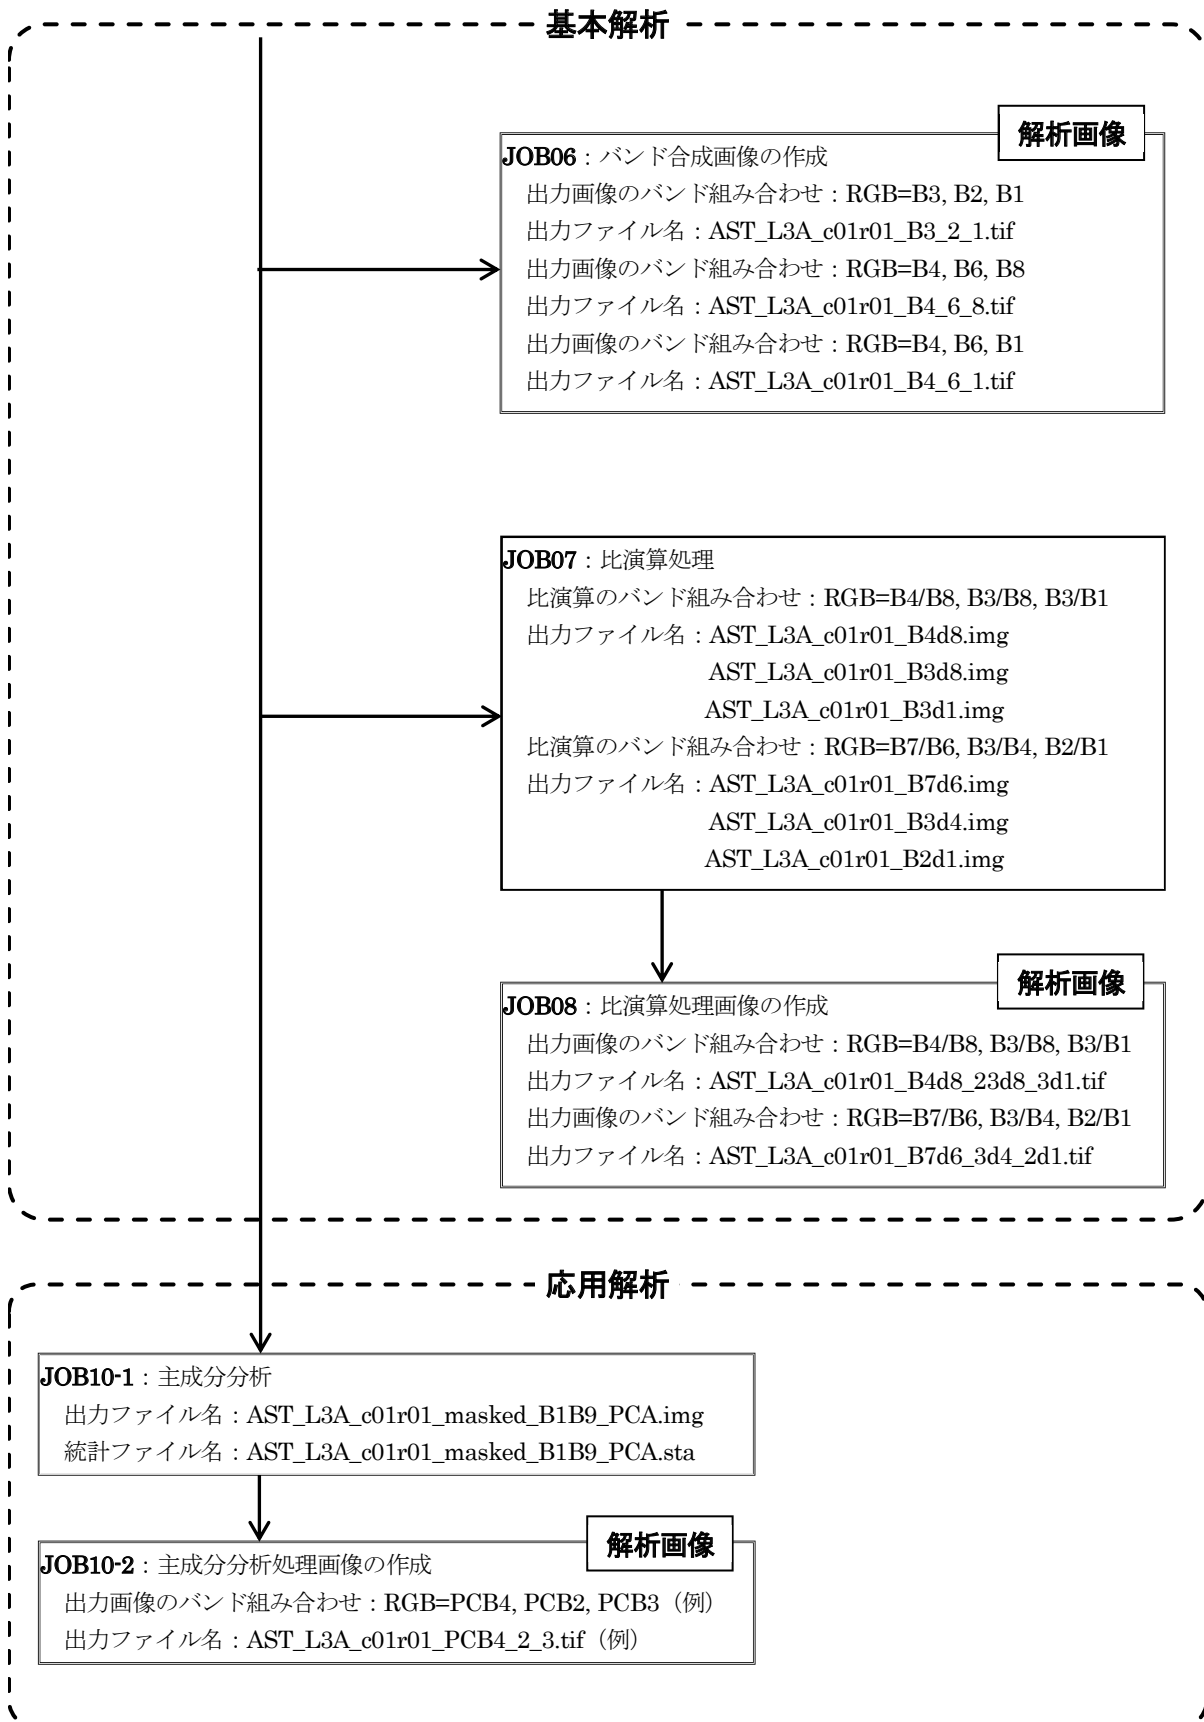 基本解析
解析画像
JOB06：バンド合成画像の作成
出力画像のバンド組み合わせ：RGB=B3, B2, B1
出力ファイル名：AST_L3A_c01r01_B3_2_1.tif
出力画像のバンド組み合わせ：RGB=B4, B6, B8
出力ファイル名：AST_L3A_c01r01_B4_6_8.tif
出力画像のバンド組み合わせ：RGB=B4, B6, B1
出力ファイル名：AST_L3A_c01r01_B4_6_1.tif
JOB07：比演算処理
比演算のバンド組み合わせ：RGB=B4/B8, B3/B8, B3/B1
出力ファイル名：AST_L3A_c01r01_B4d8.img
AST_L3A_c01r01_B3d8.img
AST_L3A_c01r01_B3d1.img
比演算のバンド組み合わせ：RGB=B7/B6, B3/B4, B2/B1
出力ファイル名：AST_L3A_c01r01_B7d6.img
AST_L3A_c01r01_B3d4.img
AST_L3A_c01r01_B2d1.img
解析画像
JOB08：比演算処理画像の作成
出力画像のバンド組み合わせ：RGB=B4/B8, B3/B8, B3/B1
出力ファイル名：AST_L3A_c01r01_B4d8_23d8_3d1.tif
出力画像のバンド組み合わせ：RGB=B7/B6, B3/B4, B2/B1
出力ファイル名：AST_L3A_c01r01_B7d6_3d4_2d1.tif
応用解析
JOB10-1：主成分分析
出力ファイル名：AST_L3A_c01r01_masked_B1B9_PCA.img
統計ファイル名：AST_L3A_c01r01_masked_B1B9_PCA.sta
解析画像
JOB10-2：主成分分析処理画像の作成
出力画像のバンド組み合わせ：RGB=PCB4, PCB2, PCB3（例）
出力ファイル名：AST_L3A_c01r01_PCB4_2_3.tif（例）